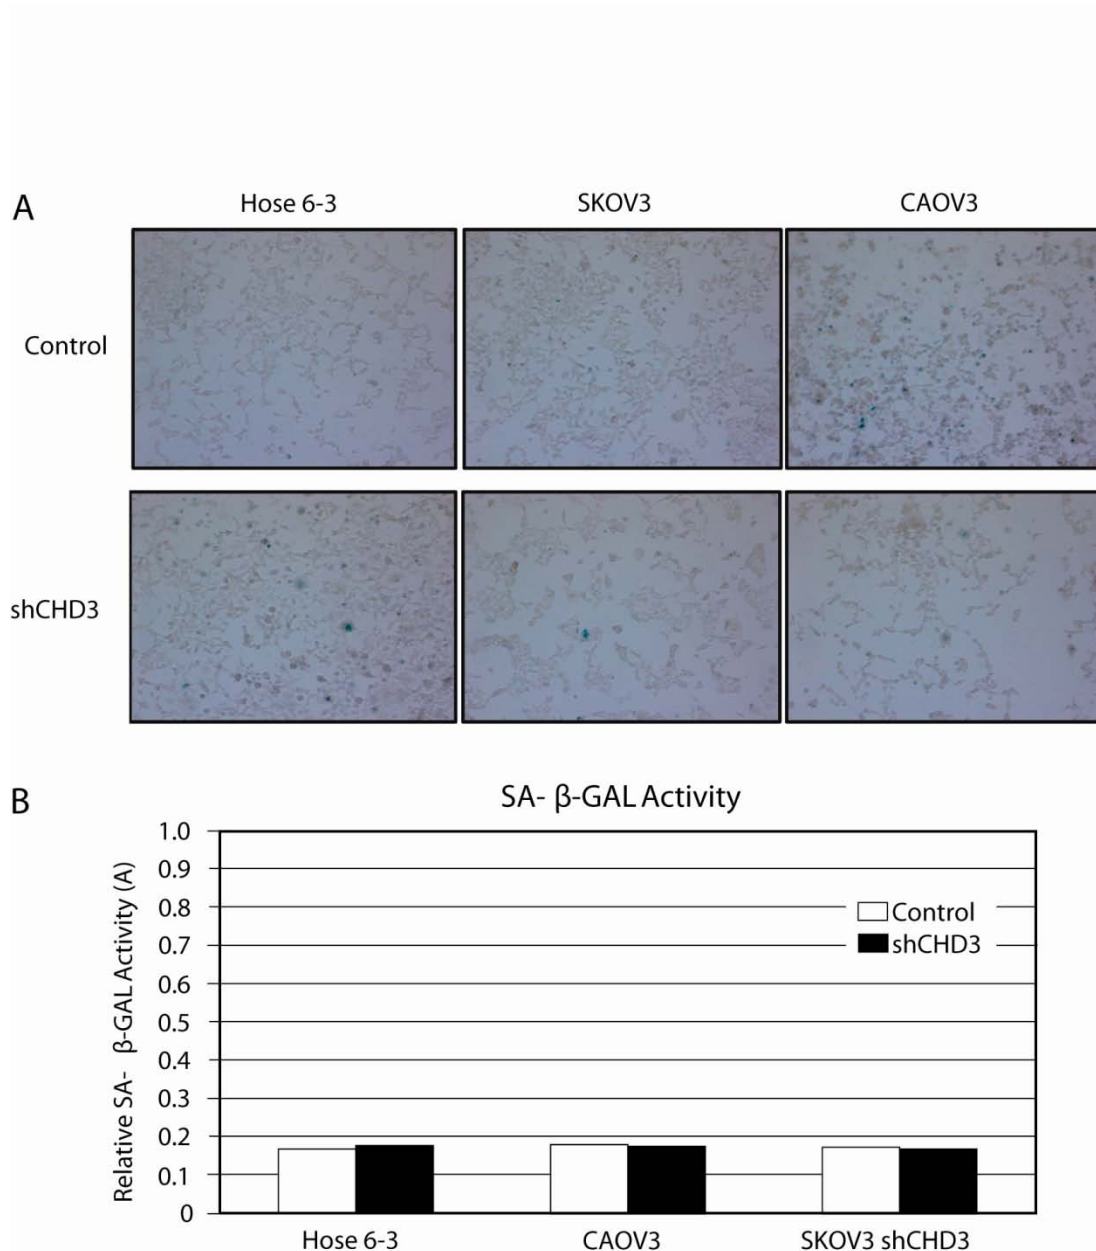 A
Hose 6-3 SKOV3 CAOV3
Control
shCHD3
B
SA- β-GAL Activity
Relative SA- β-GAL Activity (A)
1.0
0.9
0.8
0.7
0.6
0.5
0.4
0.3
0.2
0.1
0
Control
shCHD3
Hose 6-3 CAOV3 SKOV3 shCHD3